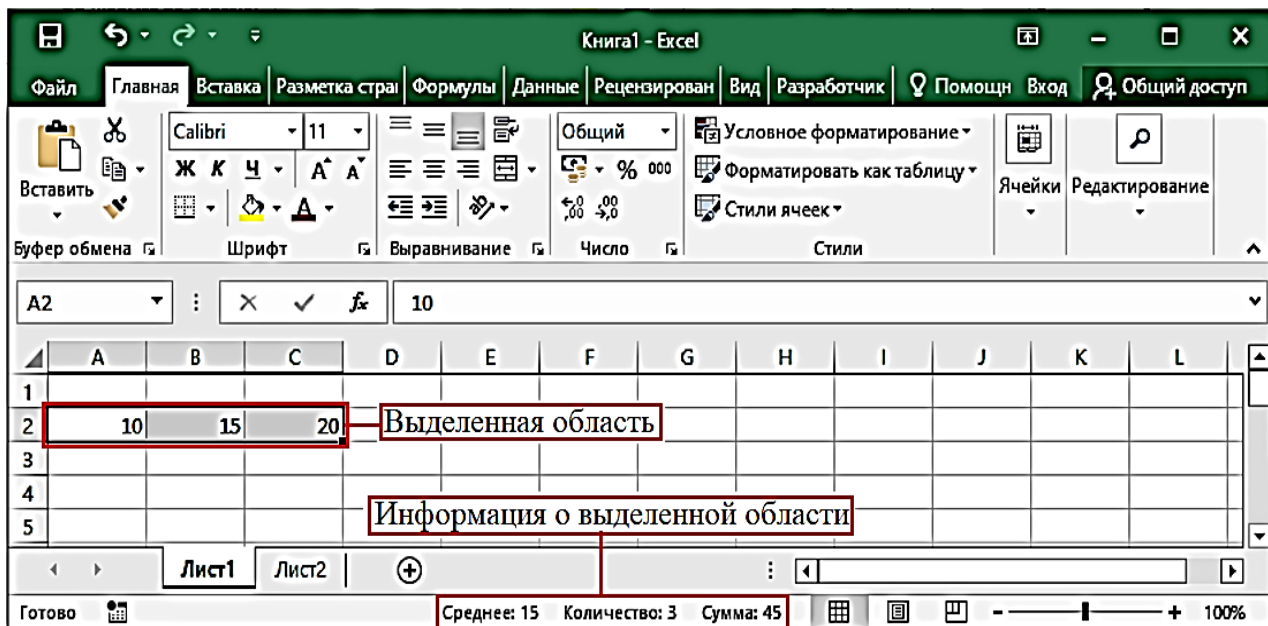 Книга1 - Excel
Файл Главная Вставка Разметка стра Формулы Данные Рецензирован Вид Разработчик Помощн Вход Общий доступ
Calibri 11 Общий Условное форматирование
Вставить Ж К Ч А А % 000 Форматировать как таблицу Ячейки Редактирование
А ,00 Стили ячеек
Буфер обмена Шрифт Выравнивание Число Стили
A2 fx 10
A B C D E F G H I J K L
1
2 10 15 20 Выделенная область
3
4
Информация о выделенной области
5
Лист1 Лист2
Готово Среднее: 15 Количество: 3 Сумма: 45 100%